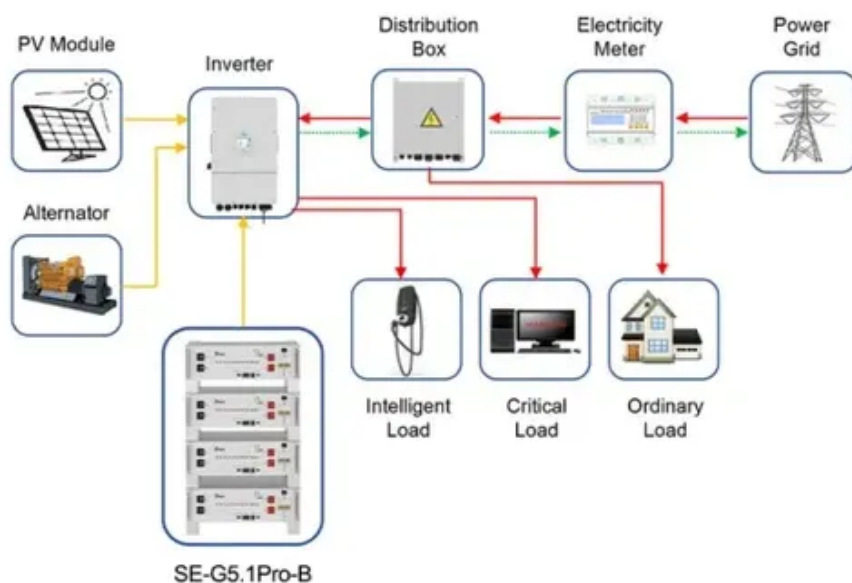 PV Module
Inverter
Distribution
Box
Electricity
Meter
Power
Grid
Alternator
Intelligent
Load
Critical
Load
Ordinary
Load
SE-G5.1Pro-B